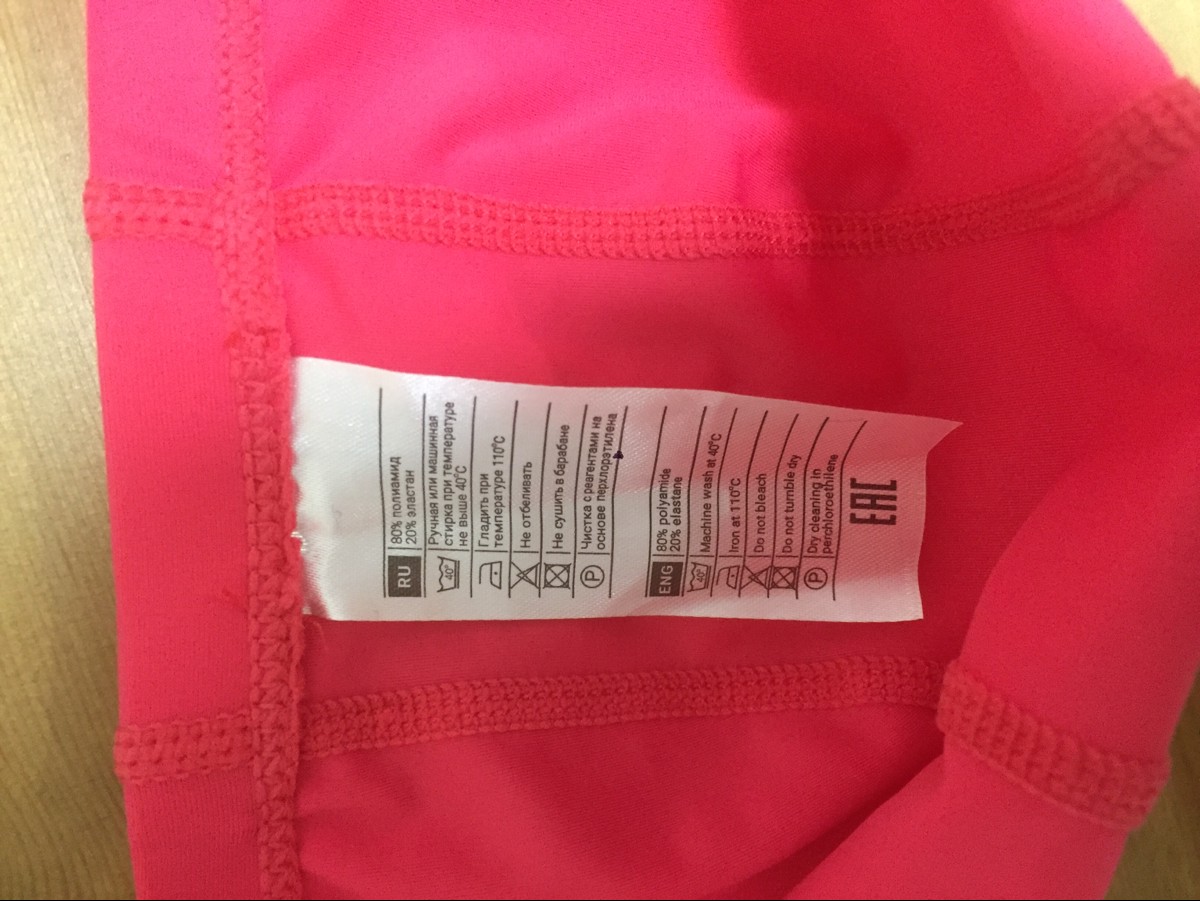 RU
80% полиамид
20% эластан
Ручная или машинная
стирка при температуре
не выше 40°C
40°
Гладить при
температуре 110°C
Не отбеливать
Не сушить в барабане
Чистка с реагентами на
основе перхлорэтилена
P
ENG
80% polyamide
20% elastane
Machine wash at 40°C
40°
Iron at 110°C
Do not bleach
Do not tumble dry
Dry cleaning in
perchloroethilene
P
EAC